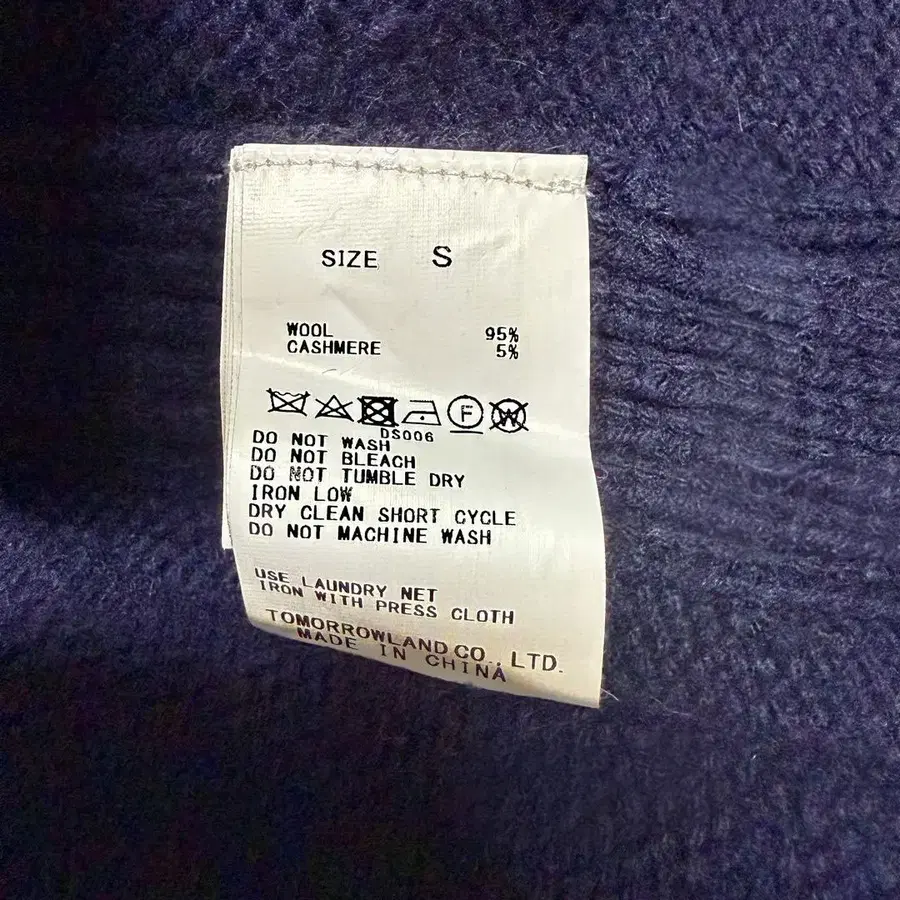 SIZE S
WOOL 95%
CASHMERE 5%
F W
DS006
DO NOT WASH
DO NOT BLEACH
DO NOT TUMBLE DRY
IRON LOW
DRY CLEAN SHORT CYCLE
DO NOT MACHINE WASH
USE LAUNDRY NET
IRON WITH PRESS CLOTH
TOMORROWLAND CO., LTD.
MADE IN CHINA